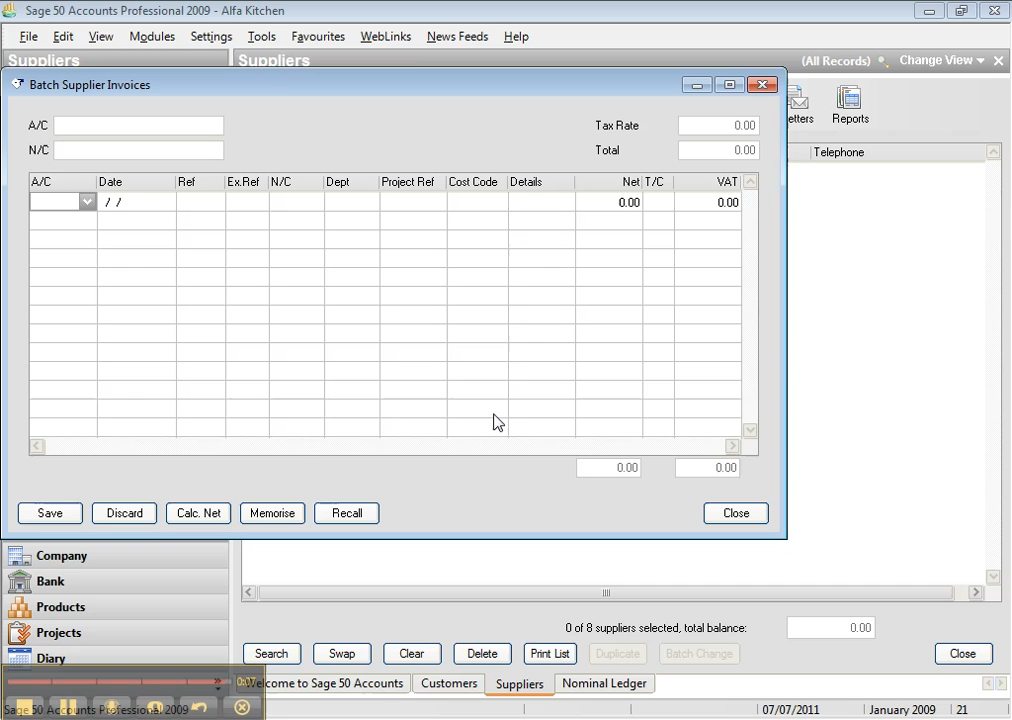 Sage 50 Accounts Professional 2009 - Alfa Kitchen
File Edit View Modules Settings Tools Favourites WebLinks News Feeds Help
Suppliers Suppliers (All Records) Change View
Batch Supplier Invoices
etters Reports
A/C Tax Rate 0.00
N/C Total 0.00
Telephone
A/C Date Ref Ex.Ref N/C Dept Project Ref Cost Code Details Net T/C VAT
/ / 0.00 0.00
0.00 0.00
Save Discard Calc. Net Memorise Recall Close
Company
Bank
Products
Projects
Diary
0 of 8 suppliers selected, total balance: 0.00
Search Swap Clear Delete Print List Duplicate Batch Change Close
0:07 elcome to Sage 50 Accounts Customers Suppliers Nominal Ledger
Sage 50 Accounts Professional 2009 07/07/2011 January 2009 21